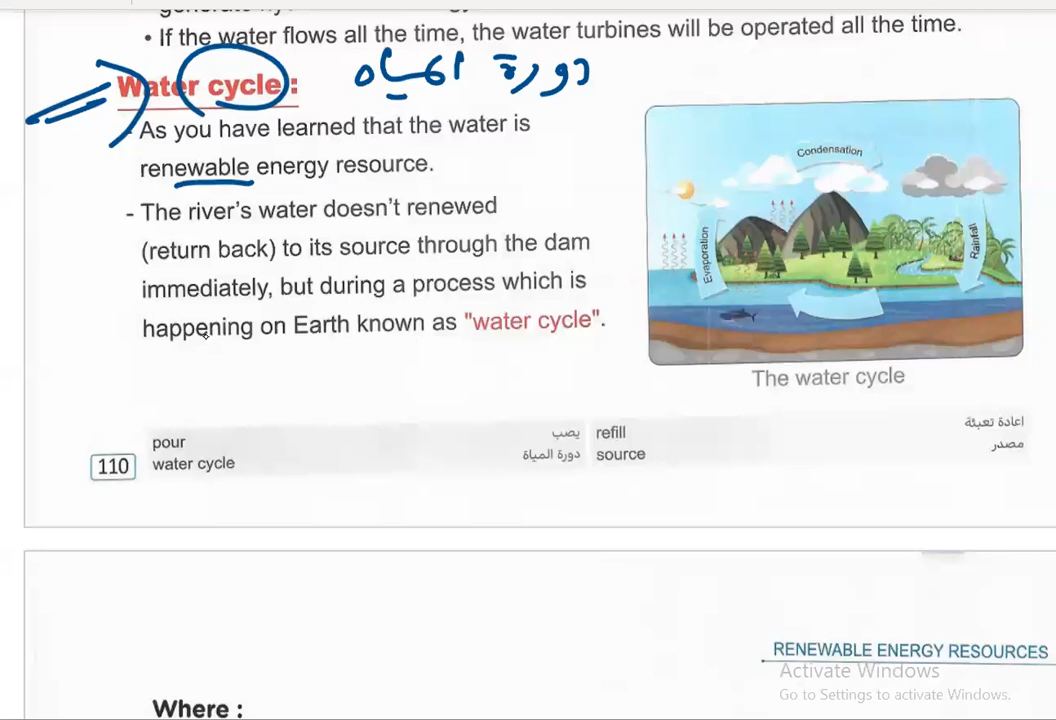 • If the water flows all the time, the water turbines will be operated all the time.
Water cycle :
دورة المياه
As you have learned that the water is
renewable energy resource.
- The river's water doesn't renewed
(return back) to its source through the dam
immediately, but during a process which is
happening on Earth known as "water cycle".
Condensation
Evaporation
Rainfall
The water cycle
pour يصب refill اعادة تعبئة
water cycle دورة المياة source مصدر
110
RENEWABLE ENERGY RESOURCES
Activate Windows
Go to Settings to activate Windows.
Where :